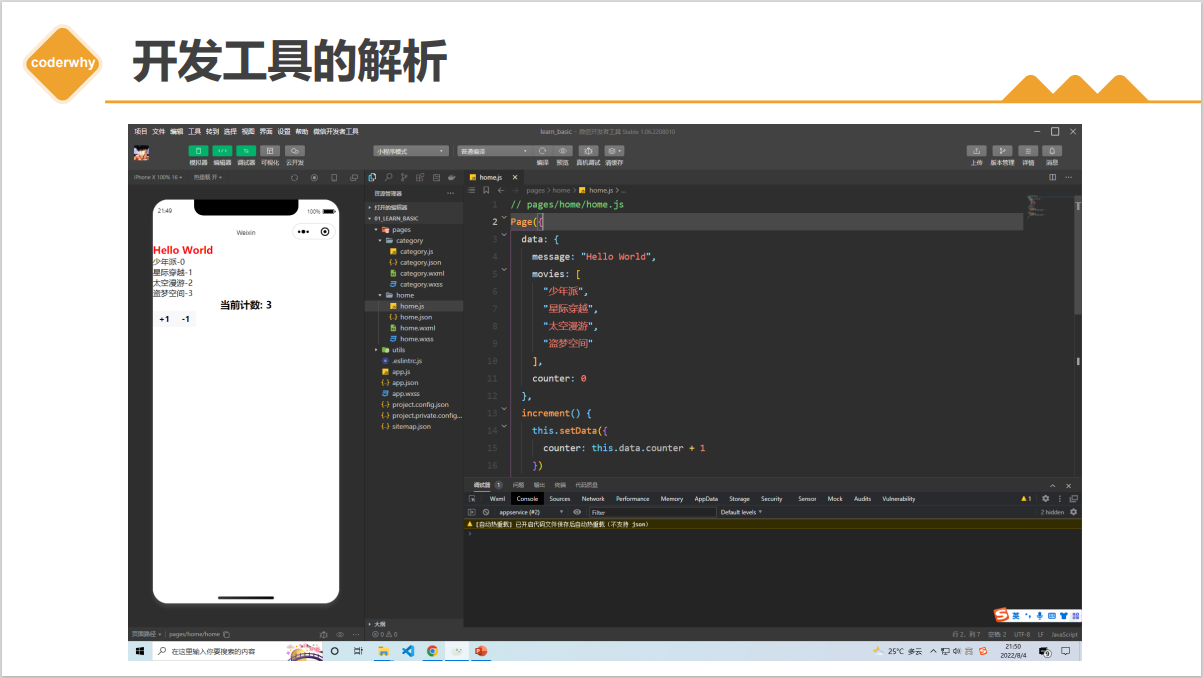 coderwhy
开发工具的解析
项目 文件 编辑 工具 转到 选择 视图 界面 设置 帮助 微信开发者工具
learn_basic - 微信开发者工具 Stable 1.06.2208010
小程序模式
普通编译
模拟器 编辑器 调试器 可视化 云开发
编译 预览 真机调试 清缓存
上传 版本管理 详情 消息
iPhone X 100% 16
热重载 开
21:49
100%
Weixin
Hello World
少年派-0
星际穿越-1
太空漫游-2
盗梦空间-3
当前计数: 3
+1 -1
页面路径
pages/home/home
资源管理器
打开的编辑器
01_LEARN_BASIC
pages
category
category.js
category.json
category.wxml
category.wxss
home
home.js
home.json
home.wxml
home.wxss
utils
.eslintrc.js
app.js
app.json
app.wxss
project.config.json
project.private.config...
sitemap.json
大纲
0 0
home.js
pages > home > home.js > ...
1 // pages/home/home.js
2 Page({
3 data: {
4 message: "Hello World",
5 movies: [
6 "少年派",
7 "星际穿越",
8 "太空漫游",
9 "盗梦空间"
10 ],
11 counter: 0
12 },
13 increment() {
14 this.setData({
15 counter: this.data.counter + 1
16 })
调试器 1 问题 输出 终端 代码质量
Wxml Console Sources Network Performance Memory AppData Storage Security Sensor Mock Audits Vulnerability
1
appservice (#2) Filter Default levels 2 hidden
[自动热重载] 已开启代码文件保存后自动热重载（不支持 json）
英
行 2, 列 7 空格: 2 UTF-8 LF JavaScript
在这里输入你要搜索的内容
25°C 多云
英
21:50
2022/8/4
9